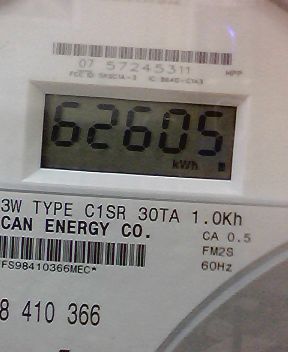 07 57245311
HPP
62605
kWh
3W TYPE C1SR 30TA 1.0Kh
CAN ENERGY CO.
CA 0.5
FM2S
60Hz
FS98410366MEC*
8 410 366